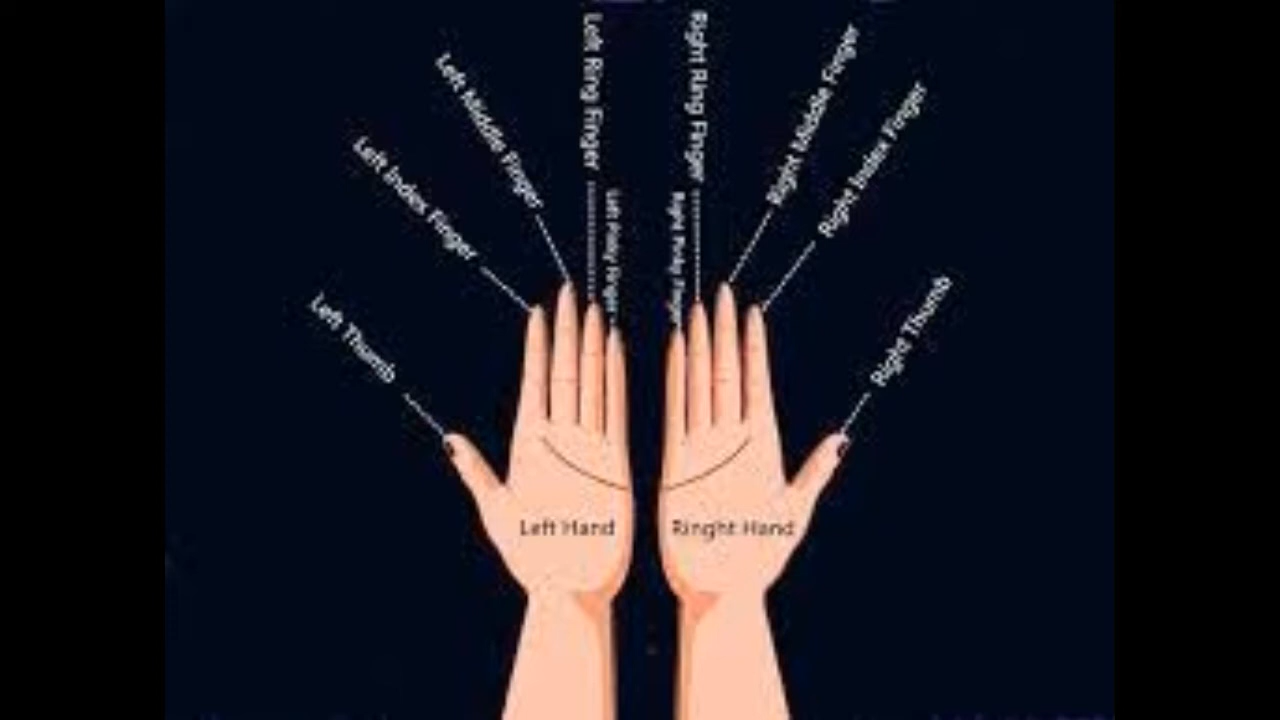 Left Thumb
Left Index Finger
Left Middle Finger
Left Ring Finger
Left Pinky Finger
Right Pinky Finger
Right Ring Finger
Right Middle Finger
Right Index Finger
Right Thumb
Left Hand
Ringht Hand